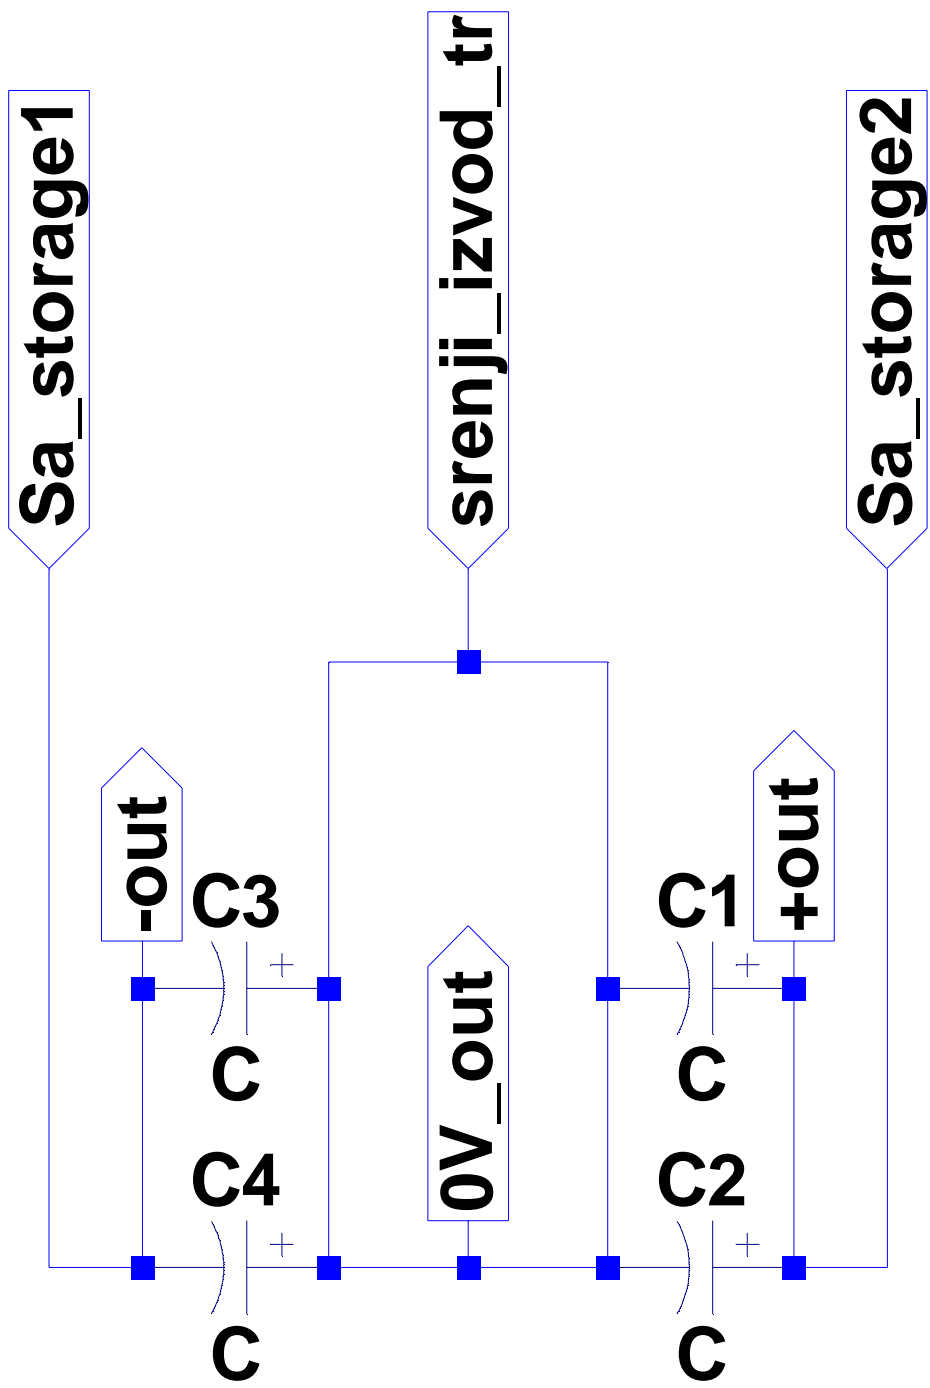 Sa_storage1
srenji_izvod_tr
Sa_storage2
-out
+out
C3
C1
+
+
C
C
0V_out
C4
C2
+
+
C
C